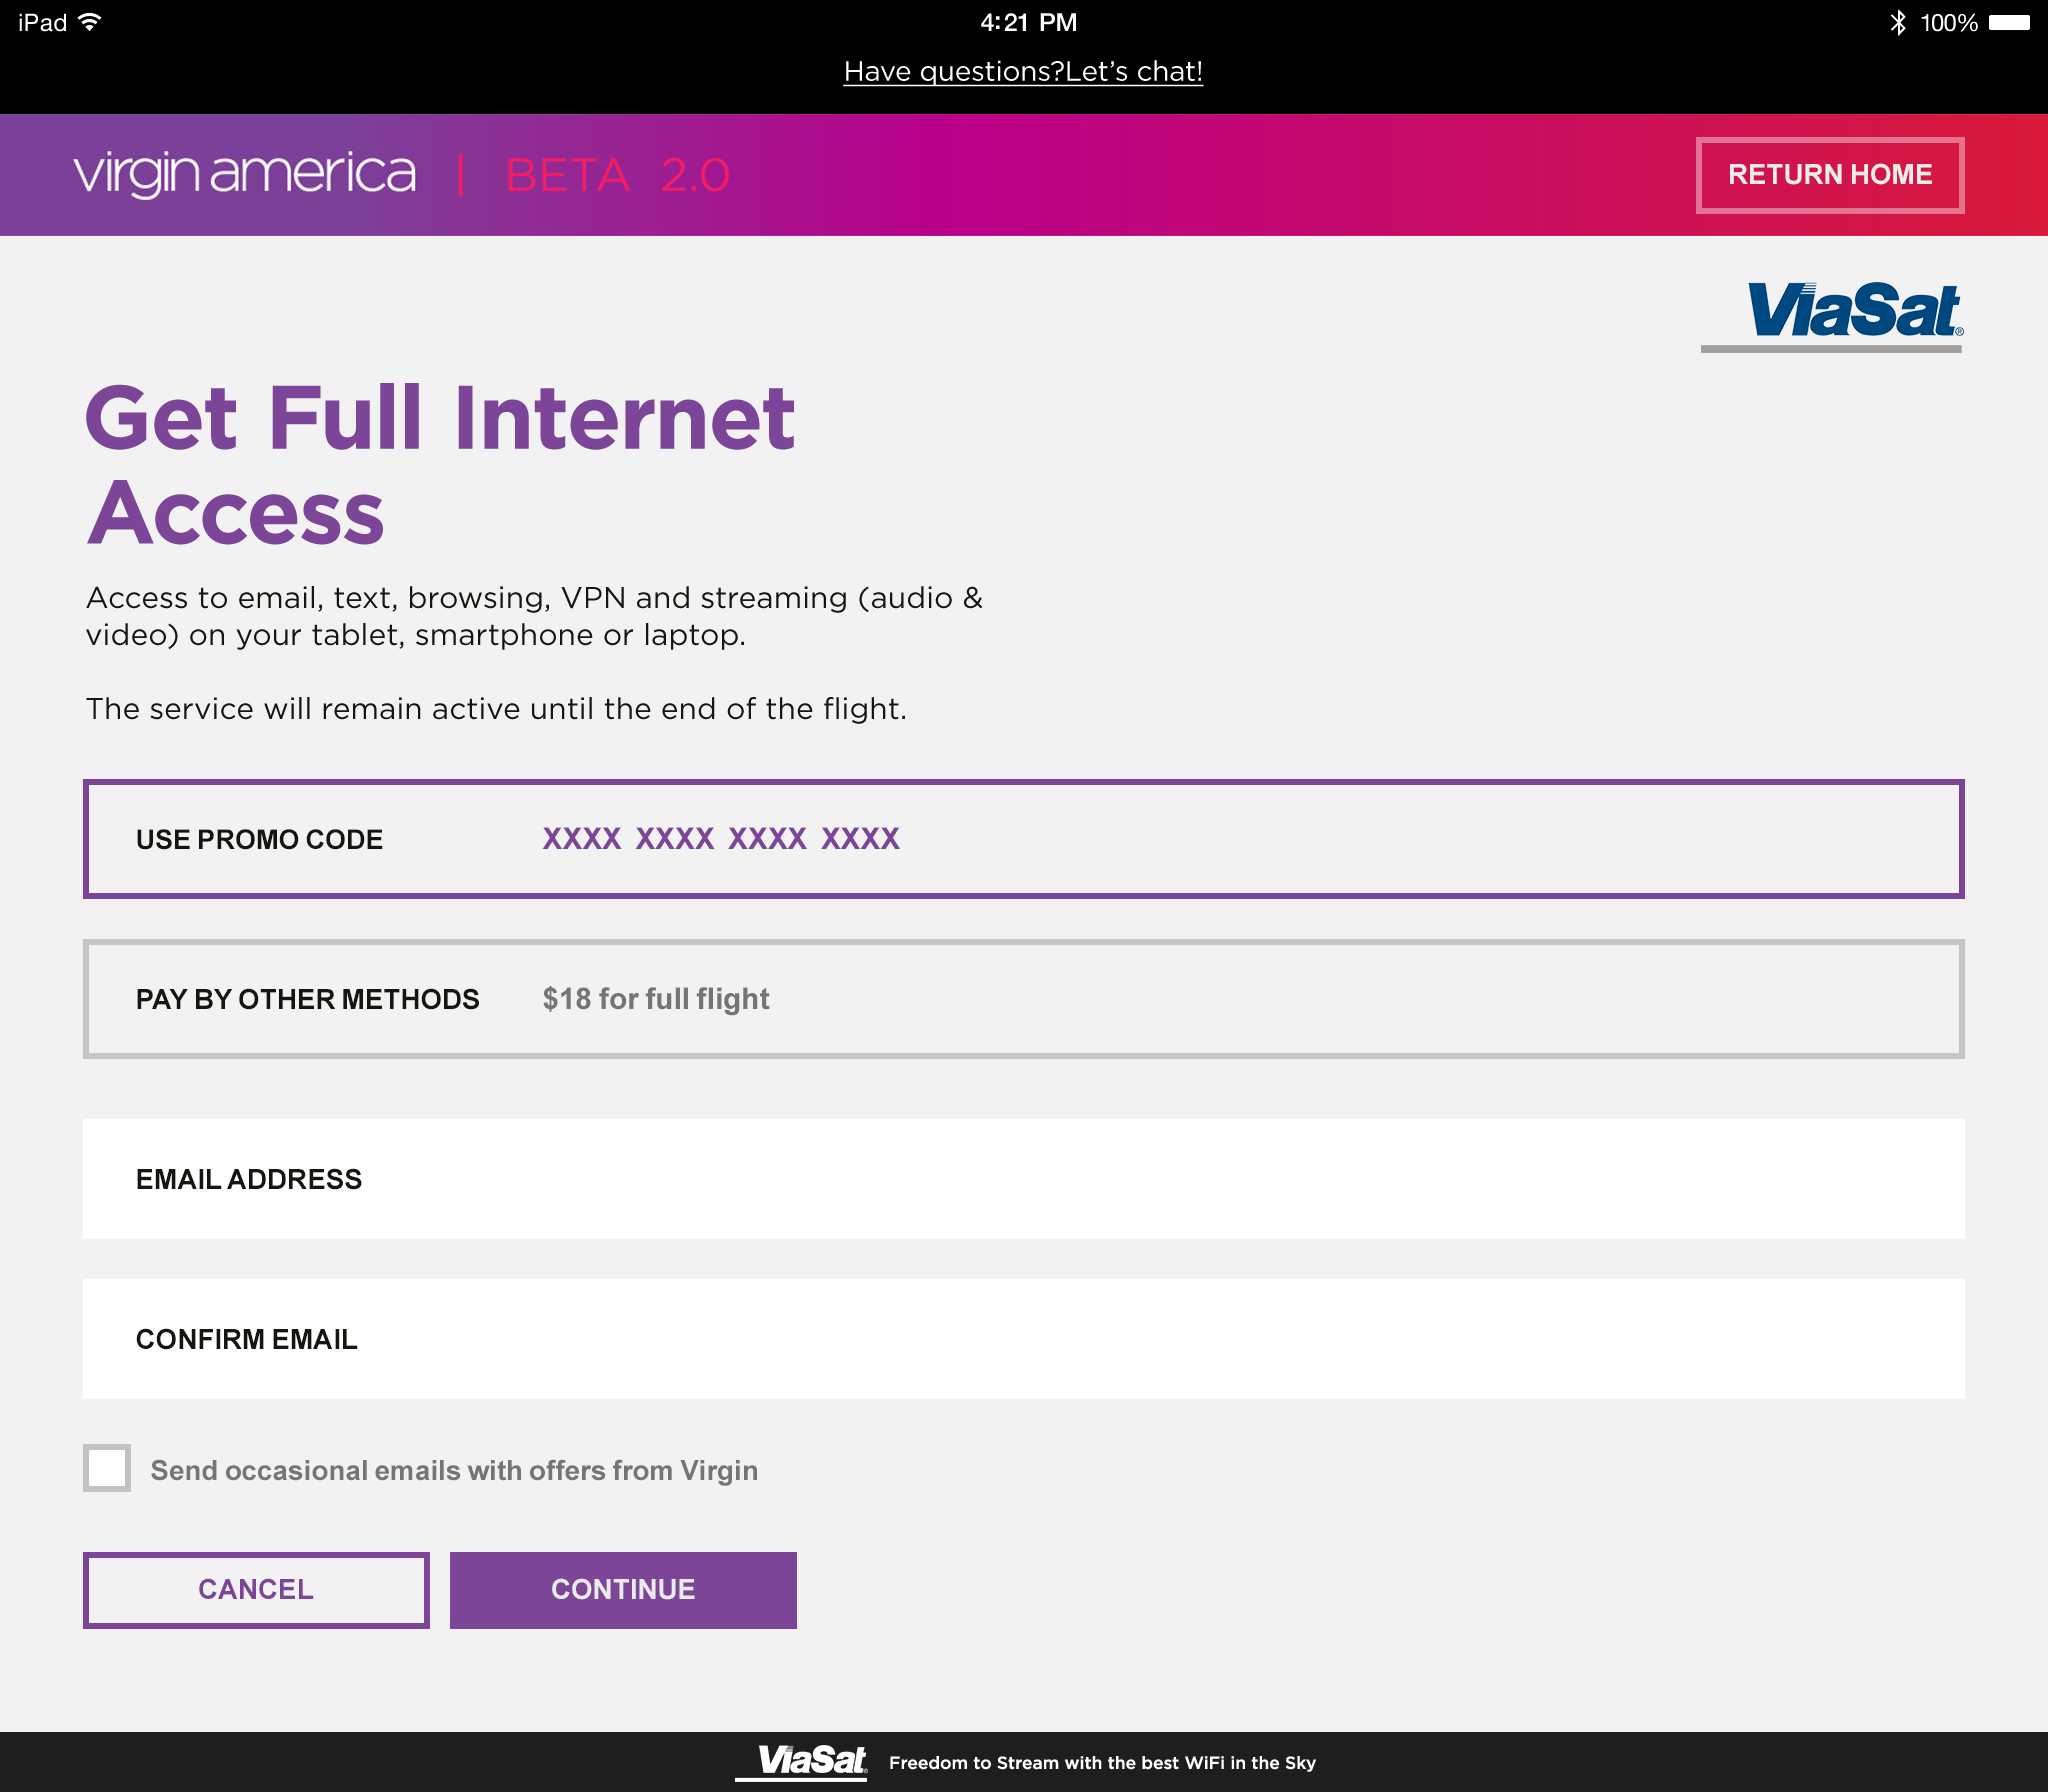 iPad 4:21 PM 100%
Have questions?Let's chat!
virgin america | BETA 2.0 RETURN HOME
ViaSat®
Get Full Internet
Access
Access to email, text, browsing, VPN and streaming (audio &
video) on your tablet, smartphone or laptop.
The service will remain active until the end of the flight.
USE PROMO CODE XXXX XXXX XXXX XXXX
PAY BY OTHER METHODS $18 for full flight
EMAIL ADDRESS
CONFIRM EMAIL
Send occasional emails with offers from Virgin
CANCEL CONTINUE
ViaSat® Freedom to Stream with the best WiFi in the Sky